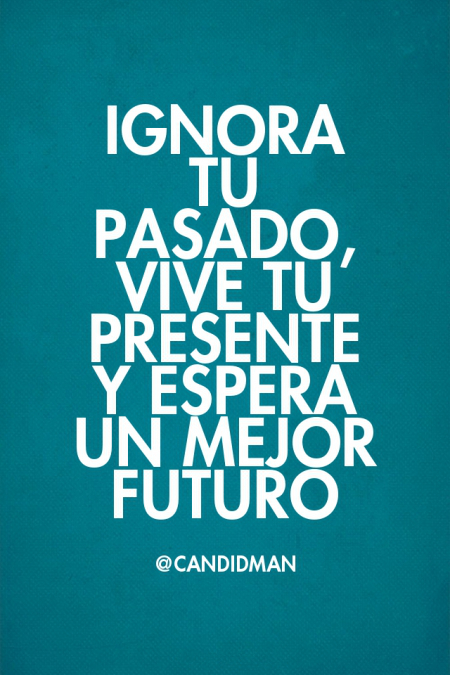 IGNORA
TU
PASADO,
VIVE TU
PRESENTE
Y ESPERA
UN MEJOR
FUTURO
@CANDIDMAN